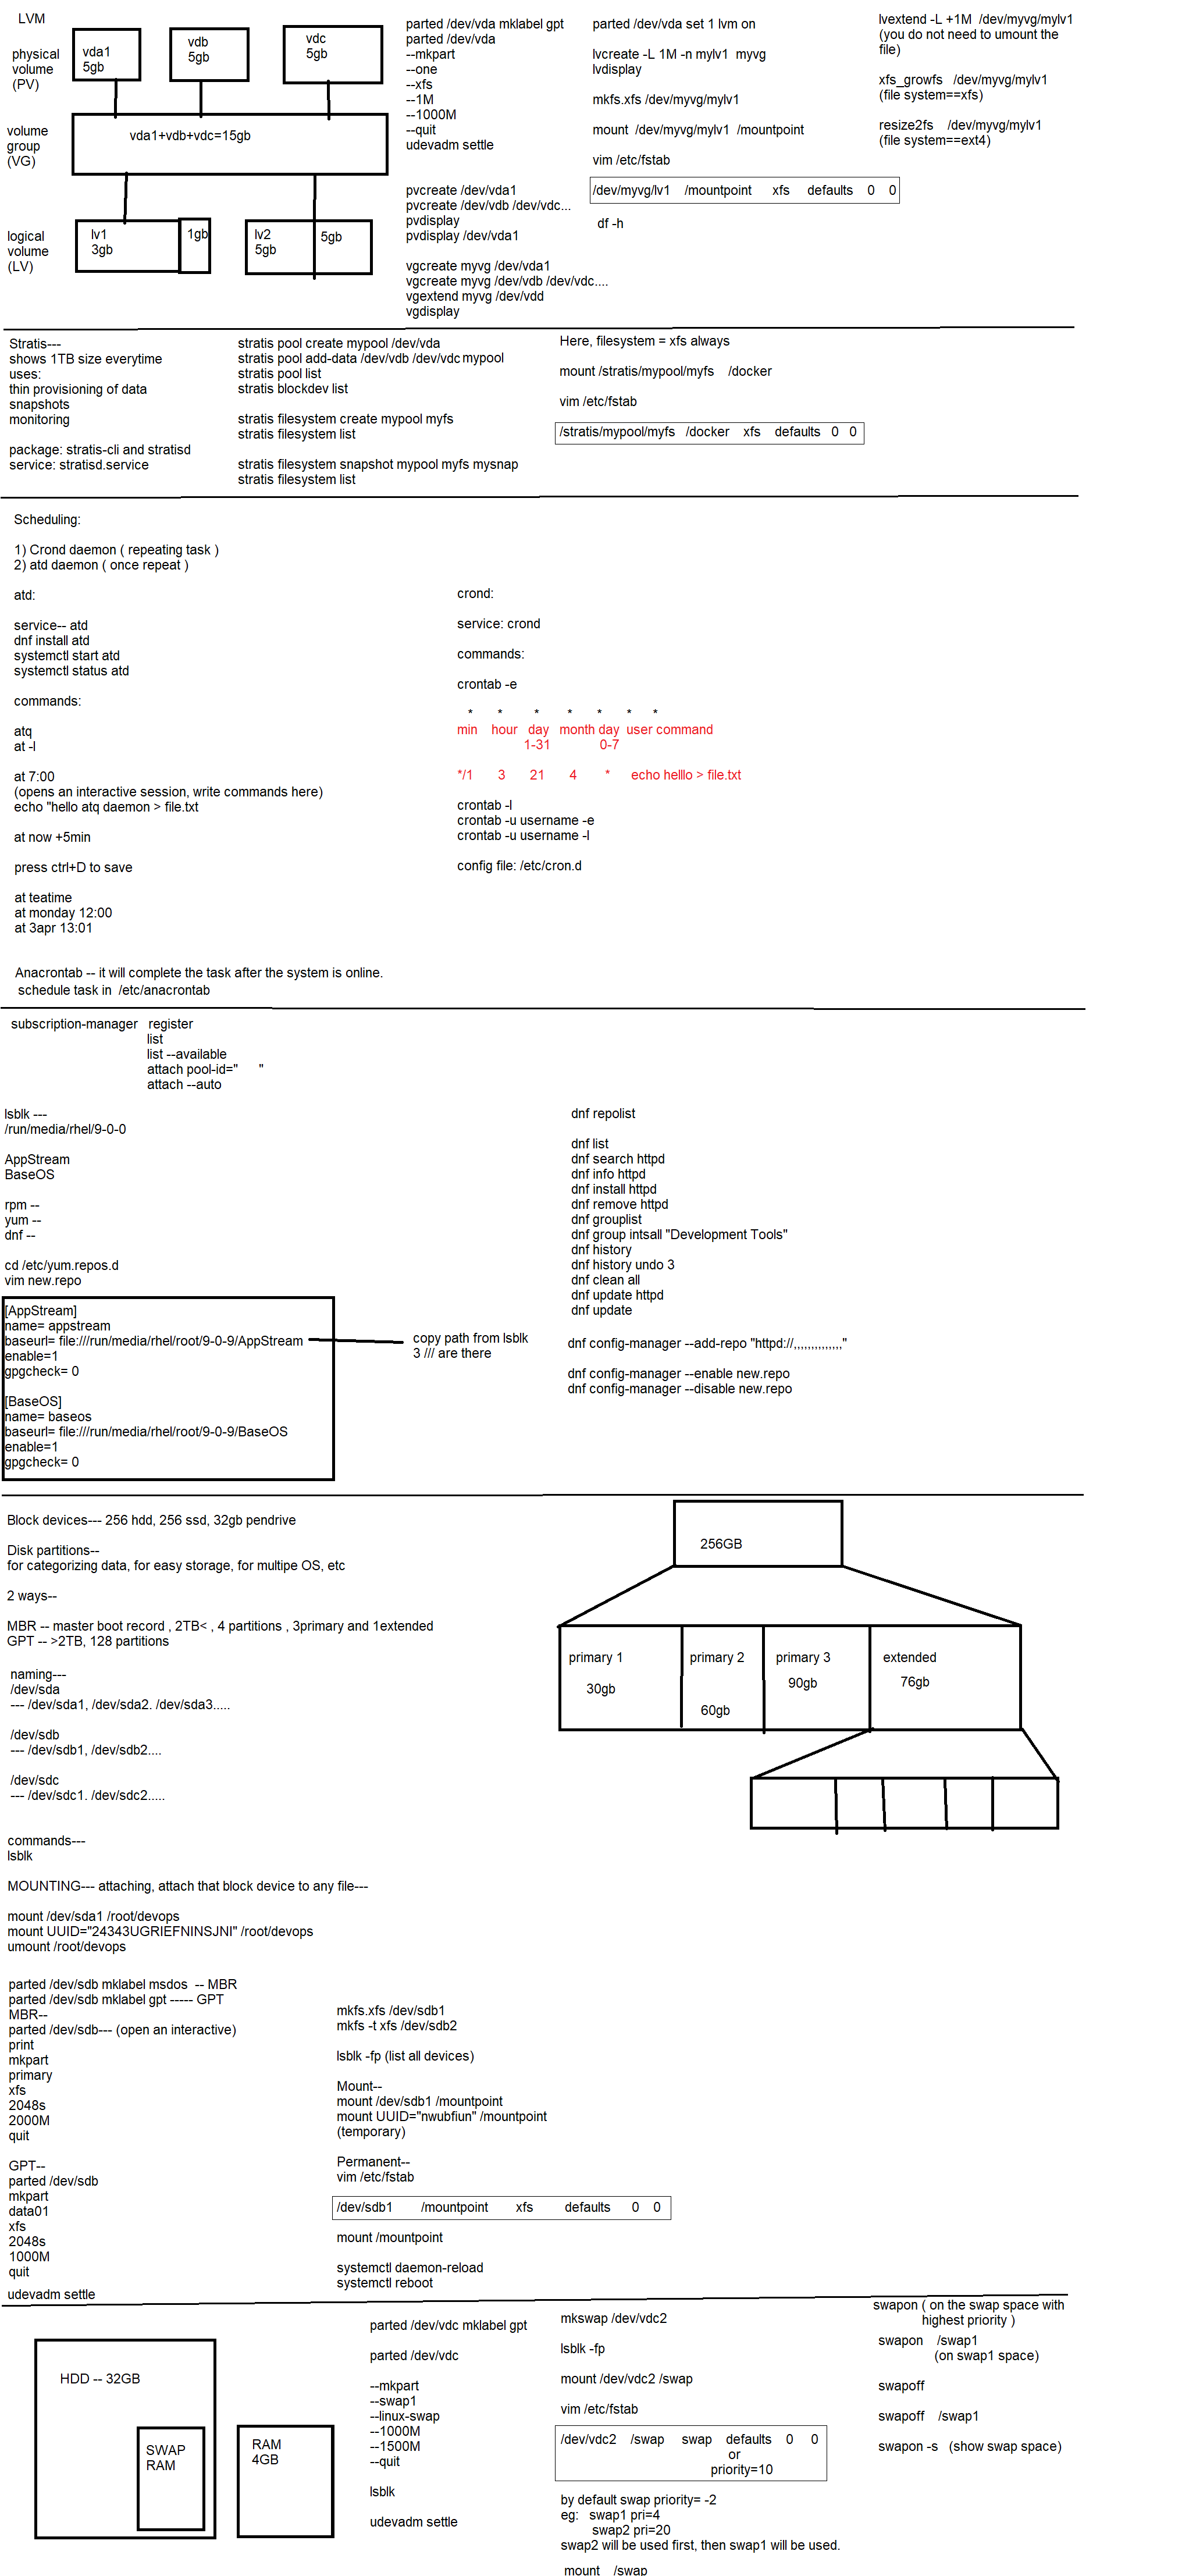 LVM
physical
volume
(PV)
vda1
5gb
vdb
5gb
vdc
5gb
volume
group
(VG)
vda1+vdb+vdc=15gb
logical
volume
(LV)
lv1
3gb
1gb
lv2
5gb
5gb
parted /dev/vda mklabel gpt
parted /dev/vda
--mkpart
--one
--xfs
--1M
--1000M
--quit
udevadm settle
pvcreate /dev/vda1
pvcreate /dev/vdb /dev/vdc...
pvdisplay
pvdisplay /dev/vda1
vgcreate myvg /dev/vda1
vgcreate myvg /dev/vdb /dev/vdc....
vgextend myvg /dev/vdd
vgdisplay
parted /dev/vda set 1 lvm on
lvcreate -L 1M -n mylv1 myvg
lvdisplay
mkfs.xfs /dev/myvg/mylv1
mount /dev/myvg/mylv1 /mountpoint
vim /etc/fstab
/dev/myvg/lv1 /mountpoint xfs defaults 0 0
df -h
lvextend -L +1M /dev/myvg/mylv1
(you do not need to umount the
file)
xfs_growfs /dev/myvg/mylv1
(file system==xfs)
resize2fs /dev/myvg/mylv1
(file system==ext4)
Stratis---
shows 1TB size everytime
uses:
thin provisioning of data
snapshots
monitoring
package: stratis-cli and stratisd
service: stratisd.service
stratis pool create mypool /dev/vda
stratis pool add-data /dev/vdb /dev/vdc mypool
stratis pool list
stratis blockdev list
stratis filesystem create mypool myfs
stratis filesystem list
stratis filesystem snapshot mypool myfs mysnap
stratis filesystem list
Here, filesystem = xfs always
mount /stratis/mypool/myfs /docker
vim /etc/fstab
/stratis/mypool/myfs /docker xfs defaults 0 0
Scheduling:
1) Crond daemon ( repeating task )
2) atd daemon ( once repeat )
atd:
service-- atd
dnf install atd
systemctl start atd
systemctl status atd
commands:
atq
at -l
at 7:00
(opens an interactive session, write commands here)
echo "hello atq daemon > file.txt
at now +5min
press ctrl+D to save
at teatime
at monday 12:00
at 3apr 13:01
Anacrontab -- it will complete the task after the system is online.
schedule task in /etc/anacrontab
crond:
service: crond
commands:
crontab -e
* * * * * * *
min hour day month day user command
1-31 0-7
*/1 3 21 4 * echo helllo > file.txt
crontab -l
crontab -u username -e
crontab -u username -l
config file: /etc/cron.d
subscription-manager register
list
list --available
attach pool-id=" "
attach --auto
lsblk ---
/run/media/rhel/9-0-0
AppStream
BaseOS
rpm --
yum --
dnf --
cd /etc/yum.repos.d
vim new.repo
[AppStream]
name= appstream
baseurl= file:///run/media/rhel/root/9-0-9/AppStream
enable=1
gpgcheck= 0
[BaseOS]
name= baseos
baseurl= file:///run/media/rhel/root/9-0-9/BaseOS
enable=1
gpgcheck= 0
copy path from lsblk
3 /// are there
dnf repolist
dnf list
dnf search httpd
dnf info httpd
dnf install httpd
dnf remove httpd
dnf grouplist
dnf group intsall "Development Tools"
dnf history
dnf history undo 3
dnf clean all
dnf update httpd
dnf update
dnf config-manager --add-repo "httpd://,,,,,,,,,,,,,,"
dnf config-manager --enable new.repo
dnf config-manager --disable new.repo
Block devices--- 256 hdd, 256 ssd, 32gb pendrive
Disk partitions--
for categorizing data, for easy storage, for multipe OS, etc
2 ways--
MBR -- master boot record , 2TB< , 4 partitions , 3primary and 1extended
GPT -- >2TB, 128 partitions
naming---
/dev/sda
--- /dev/sda1, /dev/sda2. /dev/sda3.....
/dev/sdb
--- /dev/sdb1, /dev/sdb2....
/dev/sdc
--- /dev/sdc1. /dev/sdc2.....
256GB
primary 1
30gb
primary 2
60gb
primary 3
90gb
extended
76gb
commands---
lsblk
MOUNTING--- attaching, attach that block device to any file---
mount /dev/sda1 /root/devops
mount UUID="24343UGRIEFNINSJNI" /root/devops
umount /root/devops
parted /dev/sdb mklabel msdos -- MBR
parted /dev/sdb mklabel gpt ----- GPT
MBR--
parted /dev/sdb--- (open an interactive)
print
mkpart
primary
xfs
2048s
2000M
quit
GPT--
parted /dev/sdb
mkpart
data01
xfs
2048s
1000M
quit
udevadm settle
mkfs.xfs /dev/sdb1
mkfs -t xfs /dev/sdb2
lsblk -fp (list all devices)
Mount--
mount /dev/sdb1 /mountpoint
mount UUID="nwubfiun" /mountpoint
(temporary)
Permanent--
vim /etc/fstab
/dev/sdb1 /mountpoint xfs defaults 0 0
mount /mountpoint
systemctl daemon-reload
systemctl reboot
HDD -- 32GB
SWAP
RAM
RAM
4GB
parted /dev/vdc mklabel gpt
parted /dev/vdc
--mkpart
--swap1
--linux-swap
--1000M
--1500M
--quit
lsblk
udevadm settle
mkswap /dev/vdc2
lsblk -fp
mount /dev/vdc2 /swap
vim /etc/fstab
/dev/vdc2 /swap swap defaults 0 0
or
priority=10
by default swap priority= -2
eg: swap1 pri=4
swap2 pri=20
swap2 will be used first, then swap1 will be used.
mount /swap
swapon ( on the swap space with
highest priority )
swapon /swap1
(on swap1 space)
swapoff
swapoff /swap1
swapon -s (show swap space)